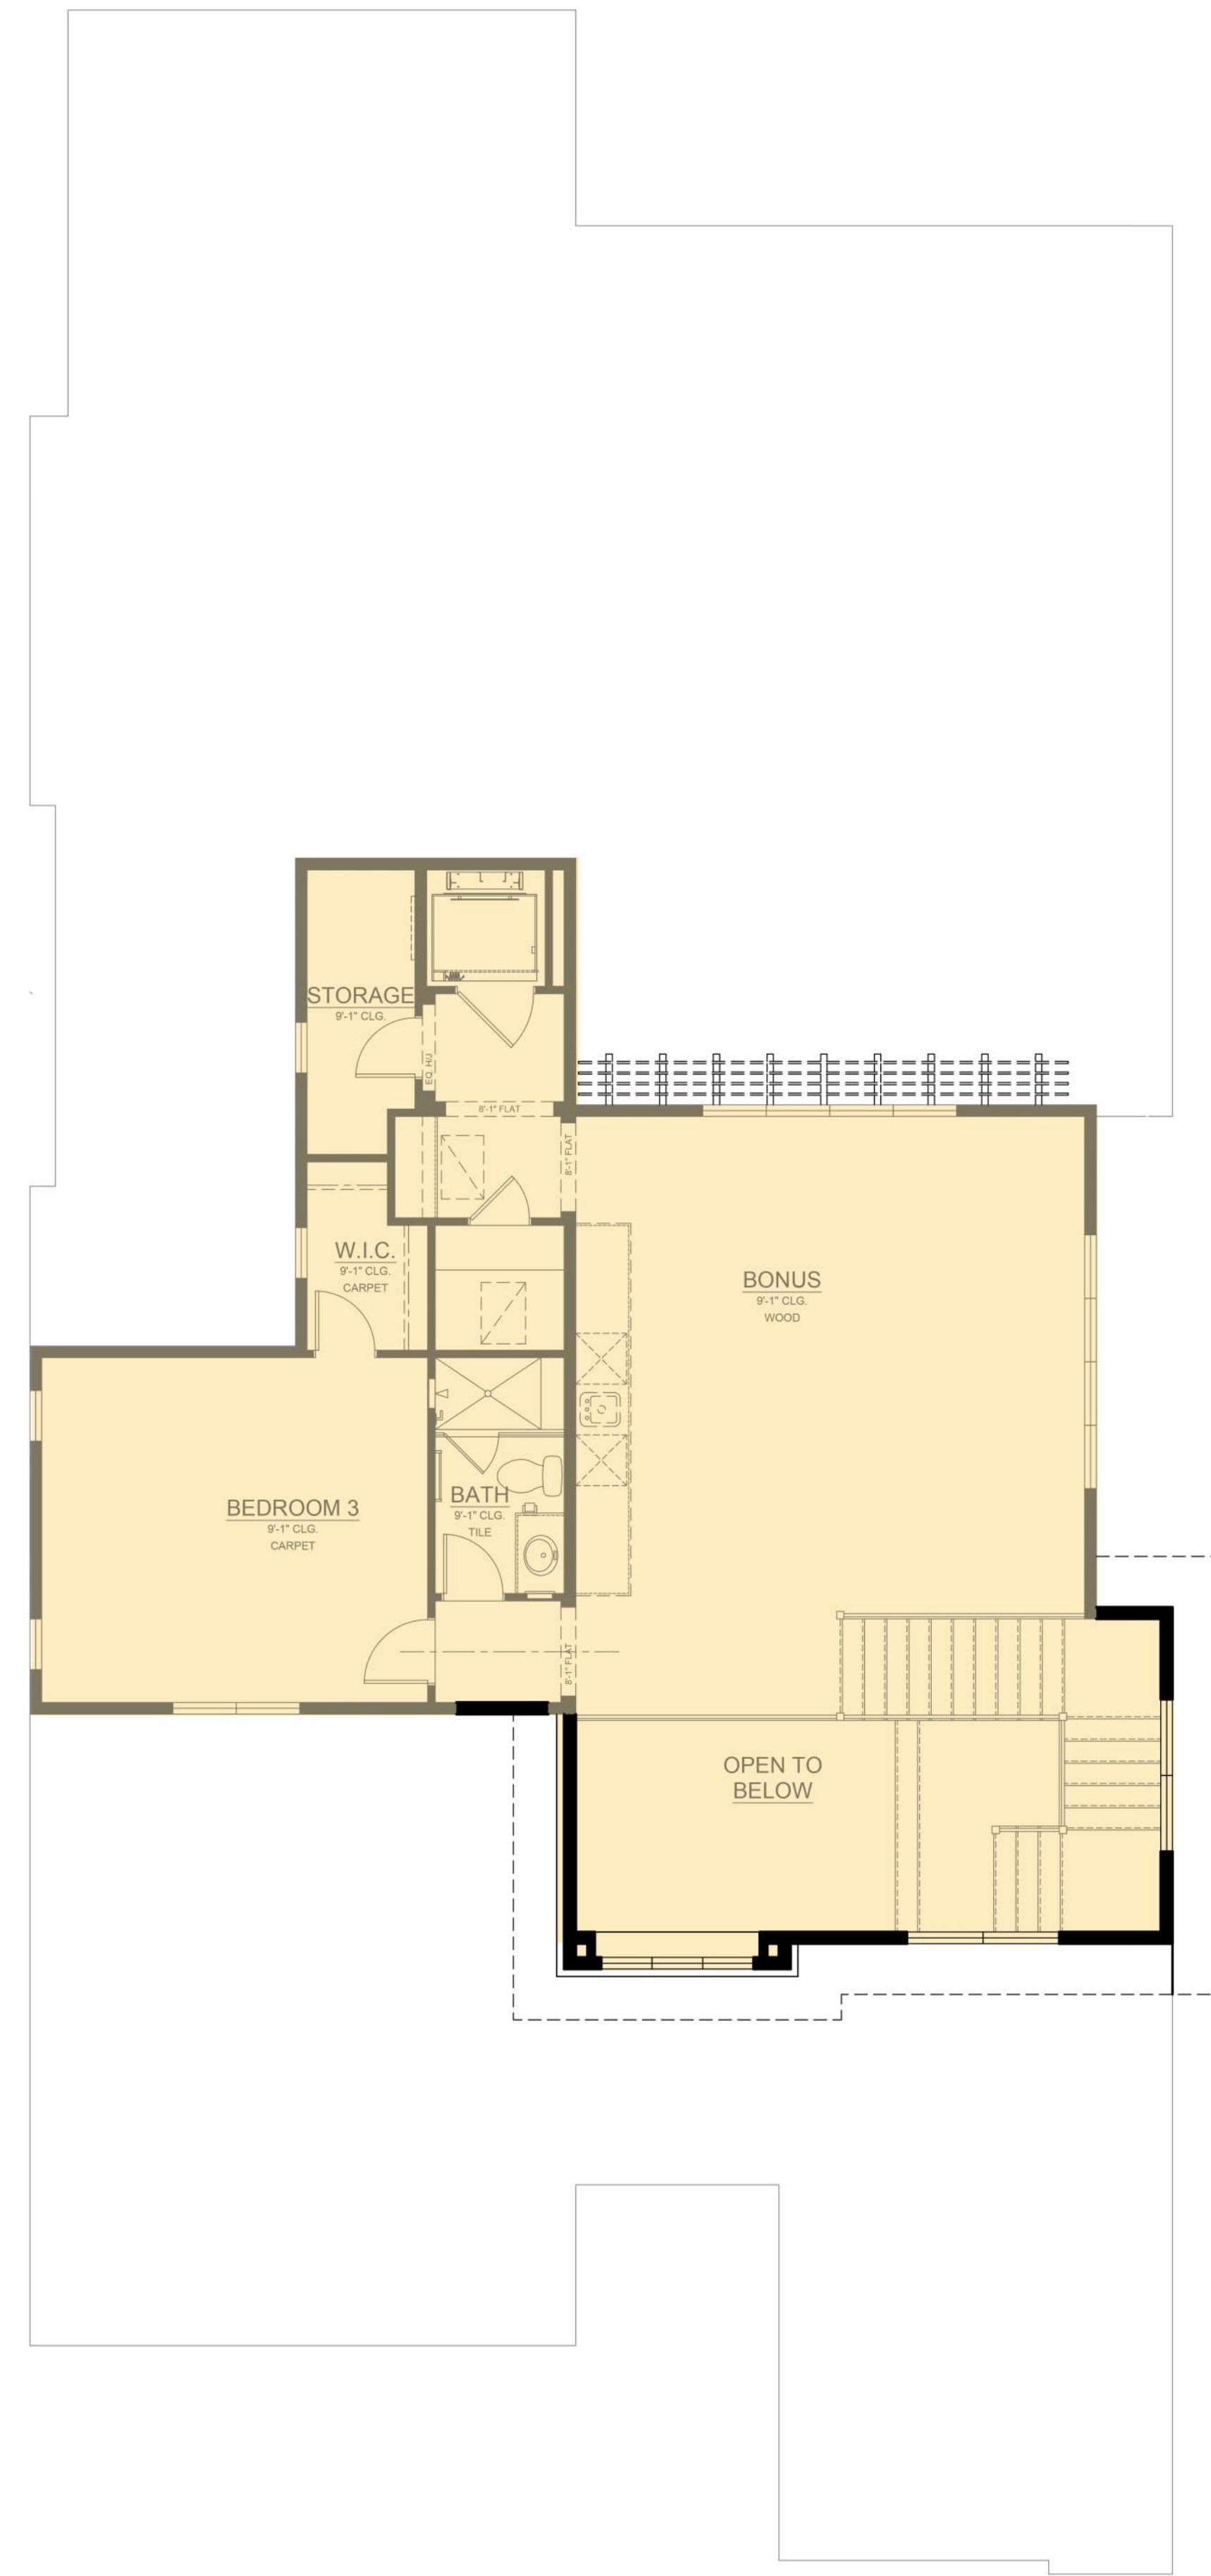 STORAGE
9'-1" CLG.
EQ. H/J
8'-1" FLAT
8'-1" FLAT
W.I.C.
9'-1" CLG.
CARPET
BONUS
9'-1" CLG.
WOOD
BEDROOM 3
9'-1" CLG.
CARPET
BATH
9'-1" CLG.
TILE
8'-1" FLAT
OPEN TO
BELOW